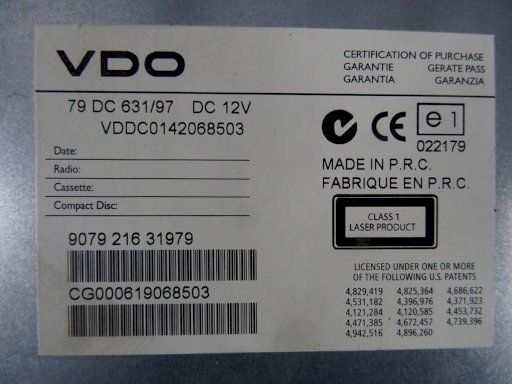 VDO
CERTIFICATION OF PURCHASE
GARANTIE GERATE PASS
GARANTIA GARANZIA
79 DC 631/97 DC 12V
VDDC0142068503
CE e1
022179
Date:
Radio:
Cassette:
Compact Disc:
MADE IN P.R.C.
FABRIQUE EN P.R.C.
CLASS 1
LASER PRODUCT
9079 216 31979
CG000619068503
LICENSED UNDER ONE OR MORE
OF THE FOLLOWING U.S. PATENTS
4,829,419 4,825,364 4,686,622
4,531,182 4,396,976 4,371,923
4,121,284 4,120,585 4,453,732
4,471,385 4,672,457 4,739,396
4,942,516 4,896,260